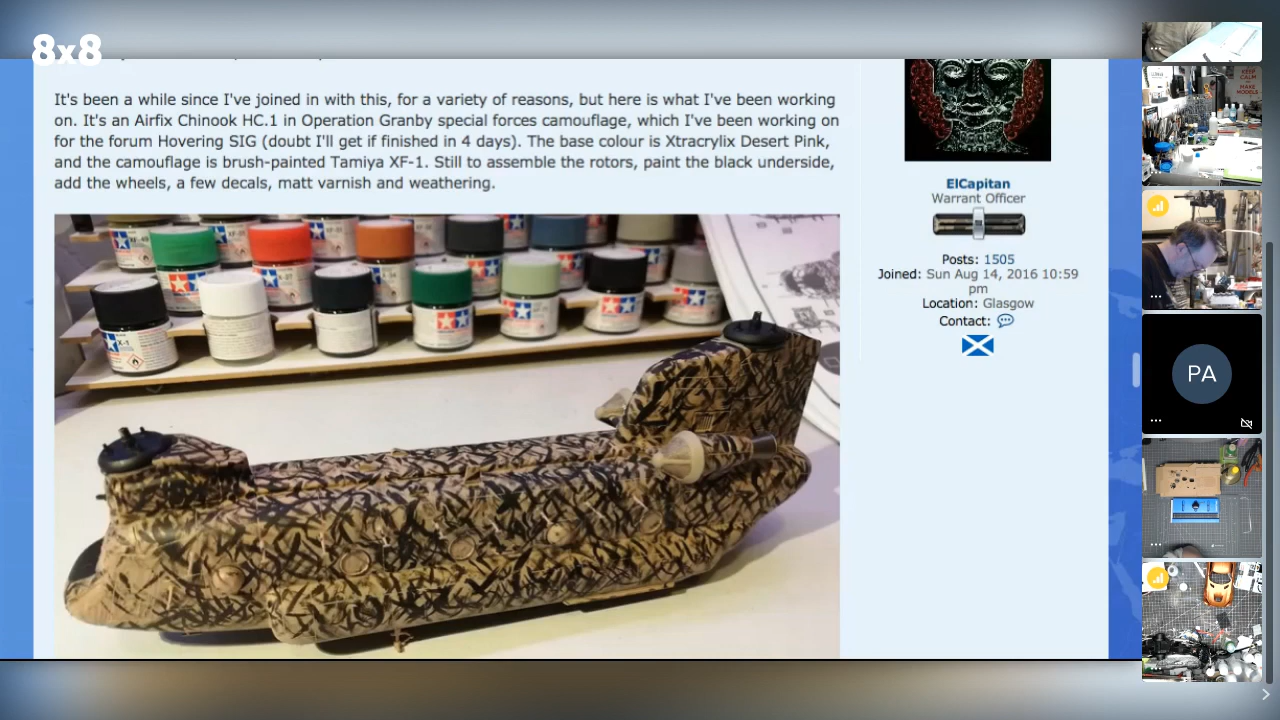 8x8
It's been a while since I've joined in with this, for a variety of reasons, but here is what I've been working
on. It's an Airfix Chinook HC.1 in Operation Granby special forces camouflage, which I've been working on
for the forum Hovering SIG (doubt I'll get if finished in 4 days). The base colour is Xtracrylix Desert Pink,
and the camouflage is brush-painted Tamiya XF-1. Still to assemble the rotors, paint the black underside,
add the wheels, a few decals, matt varnish and weathering.
ElCapitan
Warrant Officer
Posts: 1505
Joined: Sun Aug 14, 2016 10:59
pm
Location: Glasgow
Contact:
X-1
KEEP
CALM
MAKE
MODELS
PA